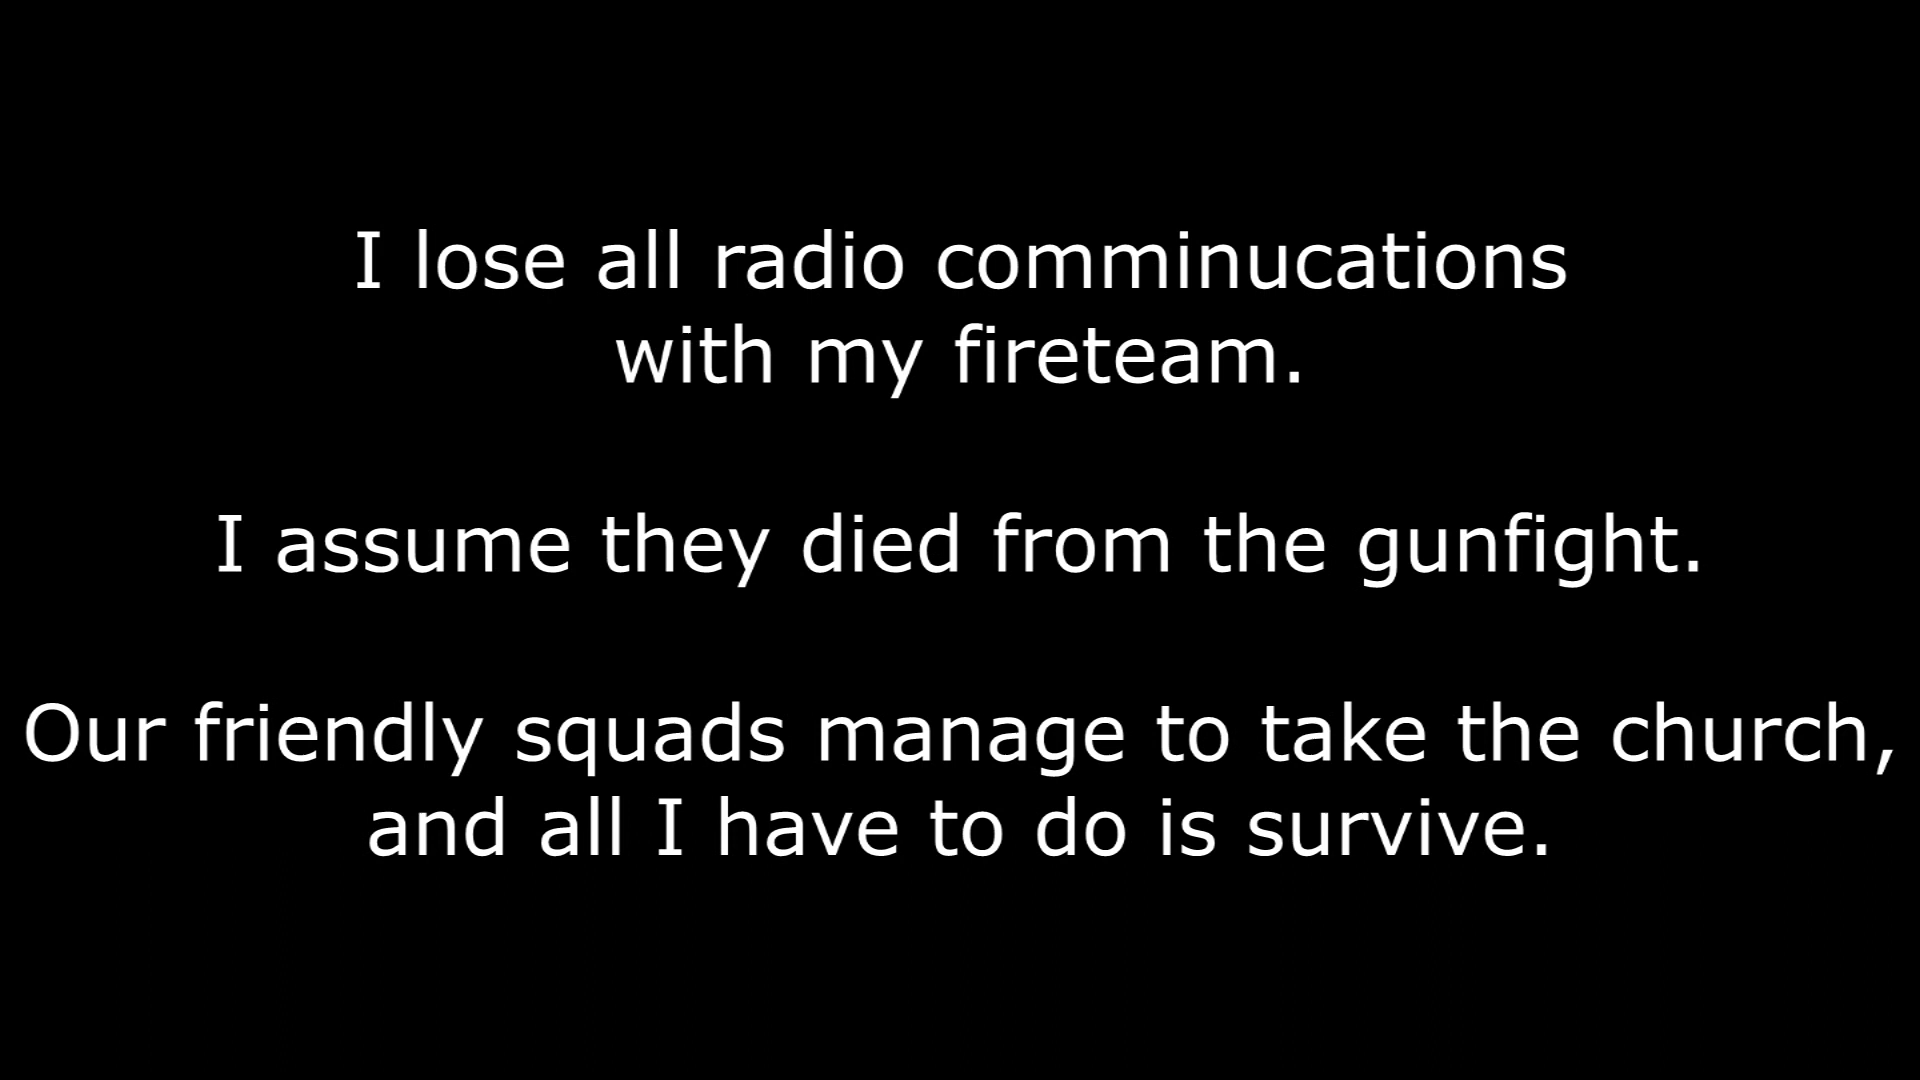 I lose all radio comminucations
with my fireteam.
I assume they died from the gunfight.
Our friendly squads manage to take the church,
and all I have to do is survive.